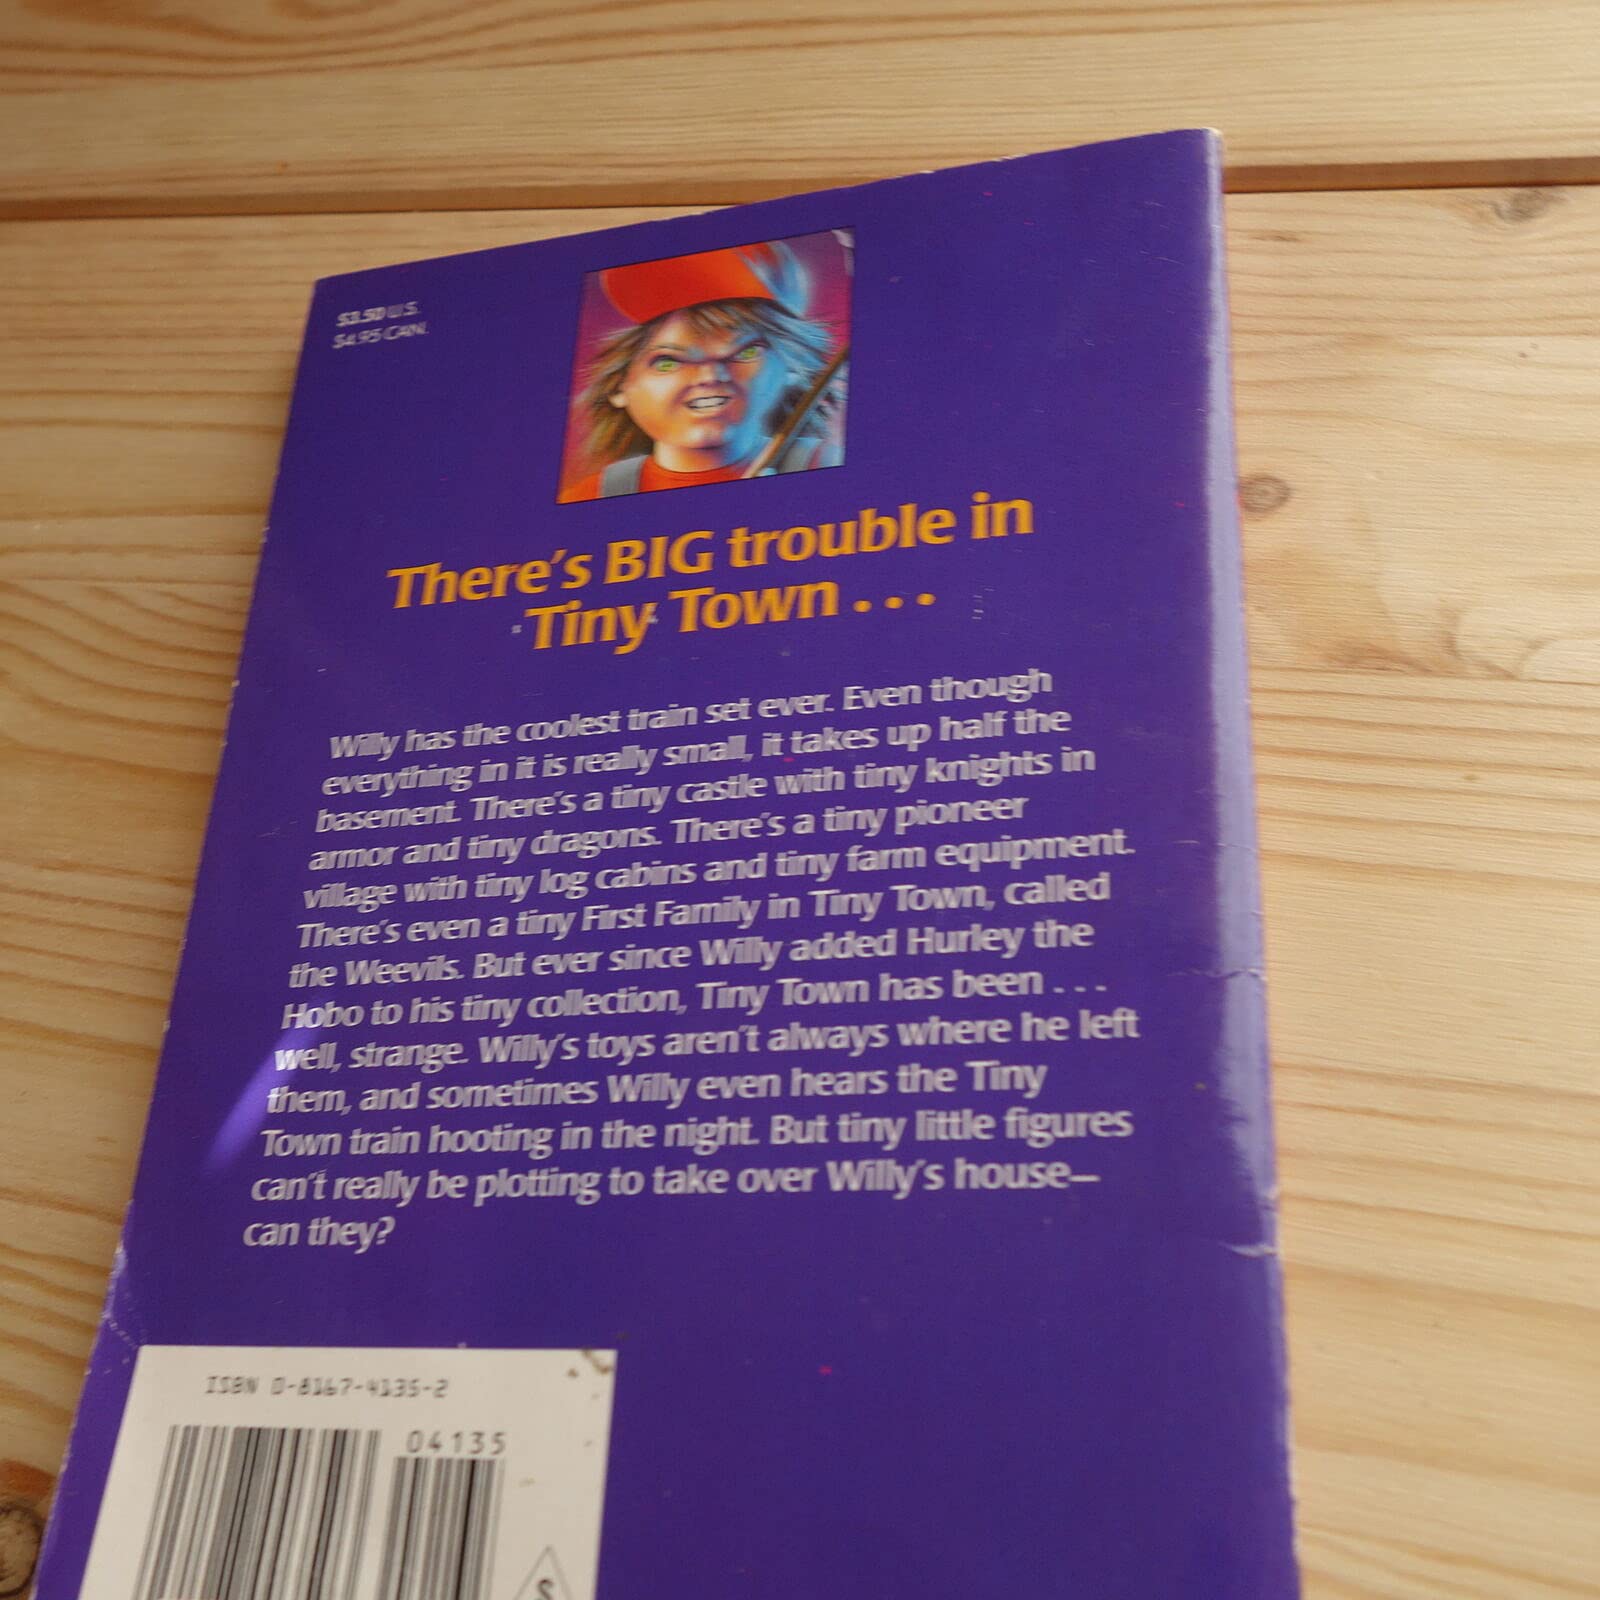 $3.50 U.S.
$4.95 CAN.
There's BIG trouble in
Tiny Town . . .
Willy has the coolest train set ever. Even though
everything in it is really small, it takes up half the
basement. There's a tiny castle with tiny knights in
armor and tiny dragons. There's a tiny pioneer
village with tiny log cabins and tiny farm equipment.
There's even a tiny First Family in Tiny Town, called
the Weevils. But ever since Willy added Hurley the
Hobo to his tiny collection, Tiny Town has been . . .
well, strange. Willy's toys aren't always where he left
them, and sometimes Willy even hears the Tiny
Town train hooting in the night. But tiny little figures
can't really be plotting to take over Willy's house—
can they?
ISBN 0-8167-4135-2
04135
S